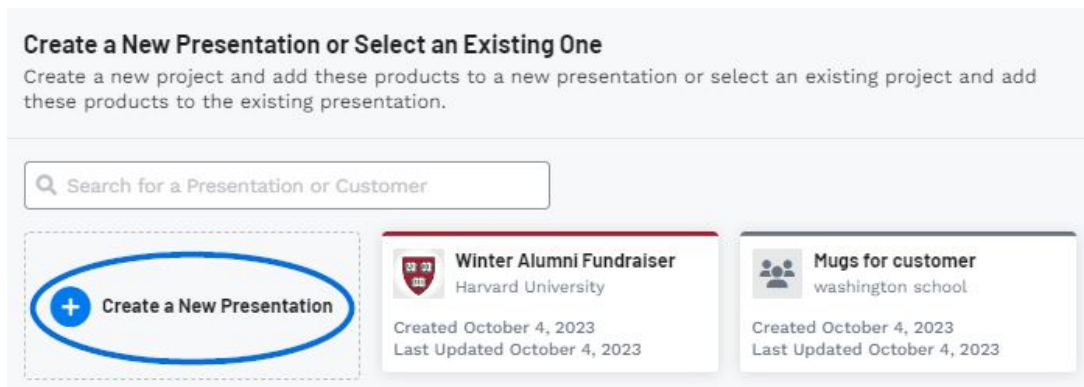 Create a New Presentation or Select an Existing One
Create a new project and add these products to a new presentation or select an existing project and add
these products to the existing presentation.
Search for a Presentation or Customer
Create a New Presentation
Winter Alumni Fundraiser
Harvard University
Created October 4, 2023
Last Updated October 4, 2023
Mugs for customer
washington school
Created October 4, 2023
Last Updated October 4, 2023